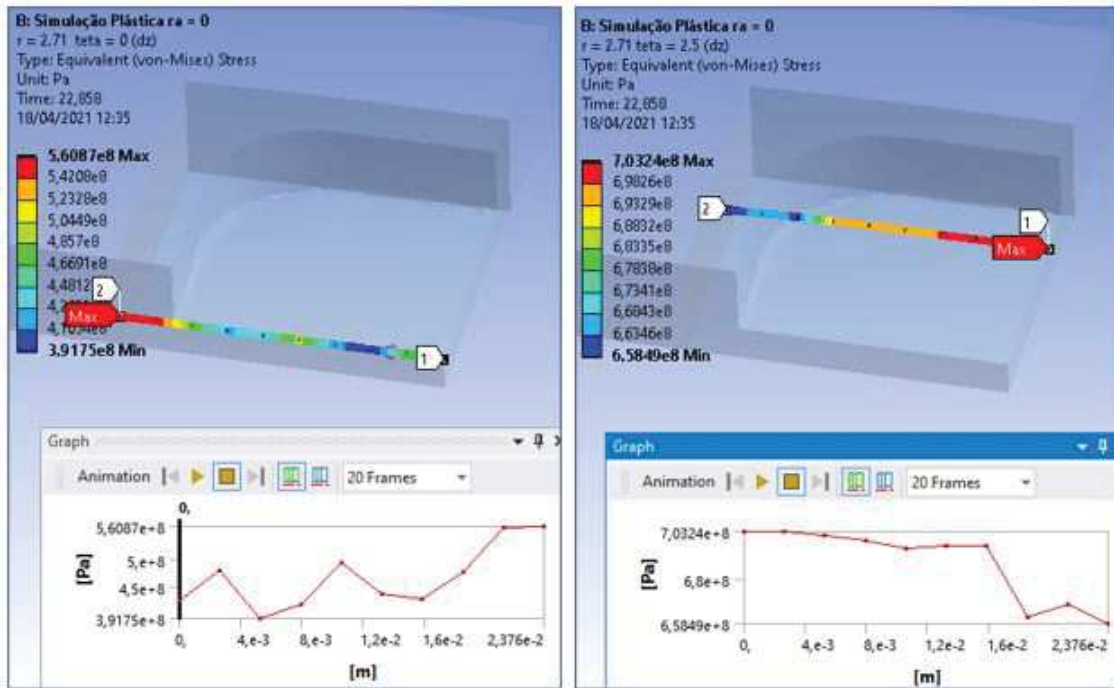 B: Simulação Plástica ra = 0
r = 2.71 teta = 0 (dz)
Type: Equivalent (von-Mises) Stress
Unit: Pa
Time: 22,858
18/04/2021 12:35
5,6087e8 Max
5,4208e8
5,2328e8
5,0449e8
4,857e8
4,6691e8
4,4812
3,9175e8 Min
2
Max
1
Graph
Animation
20 Frames
0,
5,6087e+8
5,e+8
4,5e+8
3,9175e+8
[Pa]
0, 4,e-3 8,e-3 1,2e-2 1,6e-2 2,376e-2
[m]
B: Simulação Plástica ra = 0
r = 2.71 teta = 2.5 (dz)
Type: Equivalent (von-Mises) Stress
Unit: Pa
Time: 22,858
18/04/2021 12:35
7,0324e8 Max
6,9826e8
6,9329e8
6,8832e8
6,8335e8
6,7838e8
6,7341e8
6,6843e8
6,6346e8
6,5849e8 Min
2
1
Max
Graph
Animation
20 Frames
7,0324e+8
6,8e+8
6,5849e+8
[Pa]
0, 4,e-3 8,e-3 1,2e-2 1,6e-2 2,376e-2
[m]